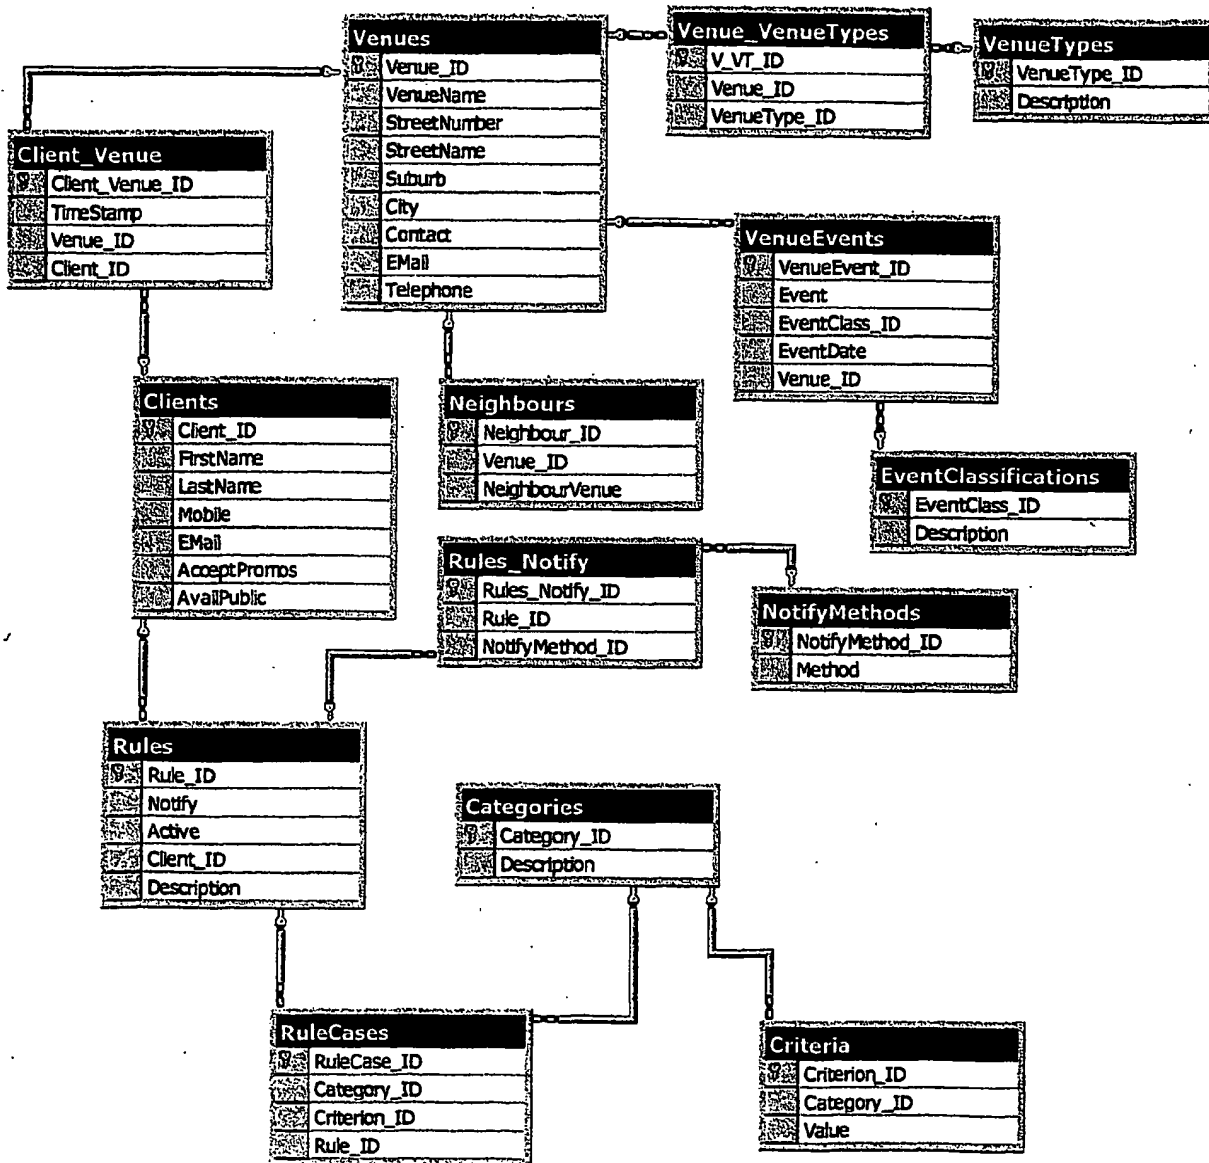 Venues
Venue_ID
VenueName
StreetNumber
StreetName
Suburb
City
Contact
EMail
Telephone
Venue_VenueTypes
V_VT_ID
Venue_ID
VenueType_ID
VenueTypes
VenueType_ID
Description
Client_Venue
Client_Venue_ID
TimeStamp
Venue_ID
Client_ID
VenueEvents
VenueEvent_ID
Event
EventClass_ID
EventDate
Venue_ID
Clients
Client_ID
FirstName
LastName
Mobile
EMail
AcceptPromos
AvailPublic
Neighbours
Neighbour_ID
Venue_ID
NeighbourVenue
EventClassifications
EventClass_ID
Description
Rules_Notify
Rules_Notify_ID
Rule_ID
NotifyMethod_ID
NotifyMethods
NotifyMethod_ID
Method
Rules
Rule_ID
Notify
Active
Client_ID
Description
Categories
Category_ID
Description
RuleCases
RuleCase_ID
Category_ID
Criterion_ID
Rule_ID
Criteria
Criterion_ID
Category_ID
Value